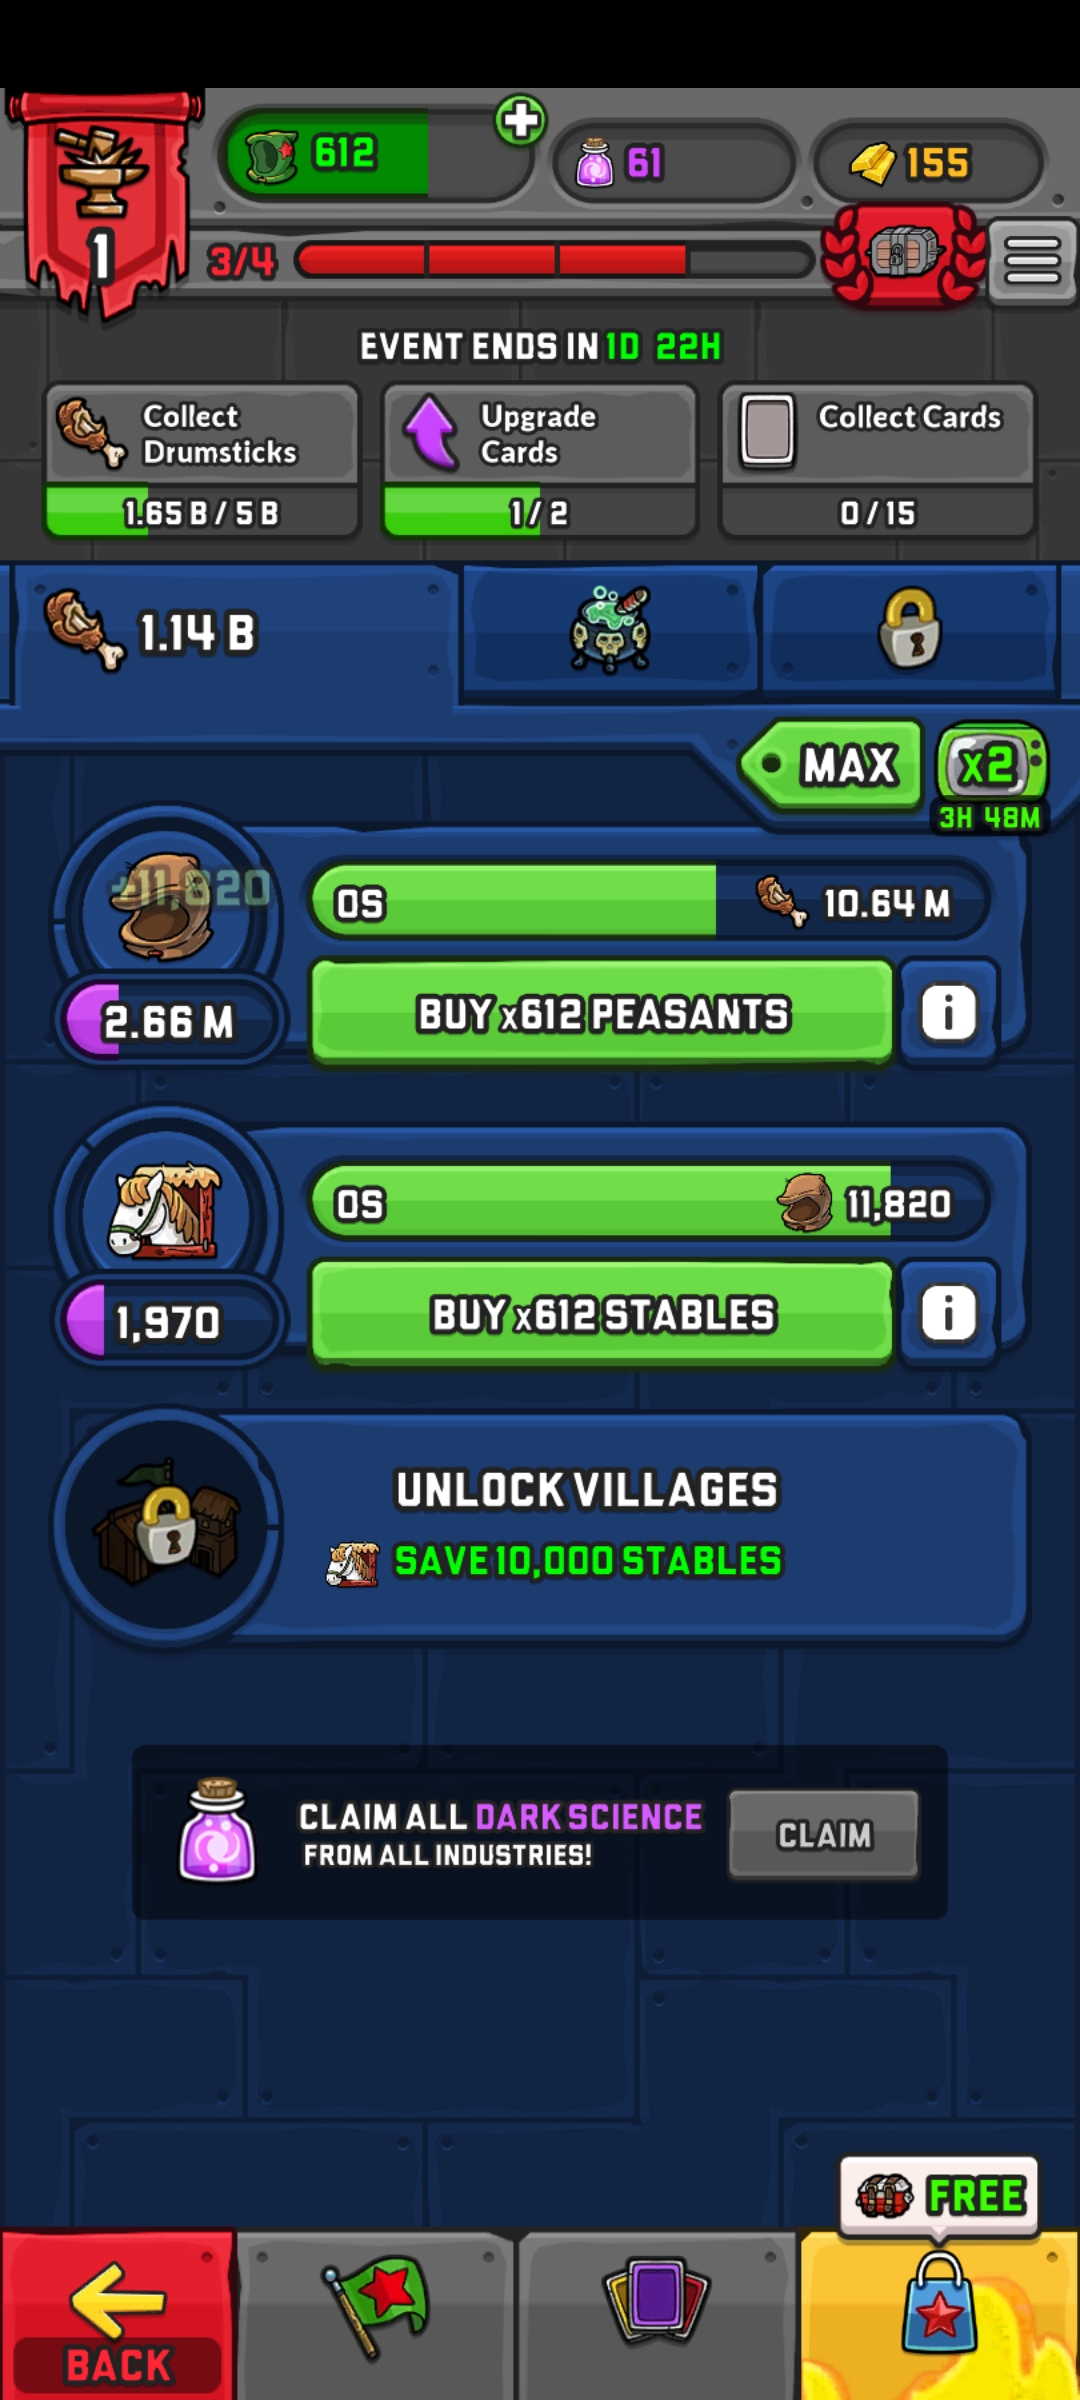 612
61
155
1
3/4
EVENT ENDS IN 1D 22H
Collect Drumsticks
Upgrade Cards
Collect Cards
1.65 B / 5 B
1 / 2
0 / 15
1.14 B
MAX
x2
3H 48M
+11,820
0S
10.64 M
2.66 M
BUY x612 PEASANTS
i
0S
11,820
1,970
BUY x612 STABLES
i
UNLOCK VILLAGES
SAVE 10,000 STABLES
CLAIM ALL DARK SCIENCE
FROM ALL INDUSTRIES!
CLAIM
FREE
BACK